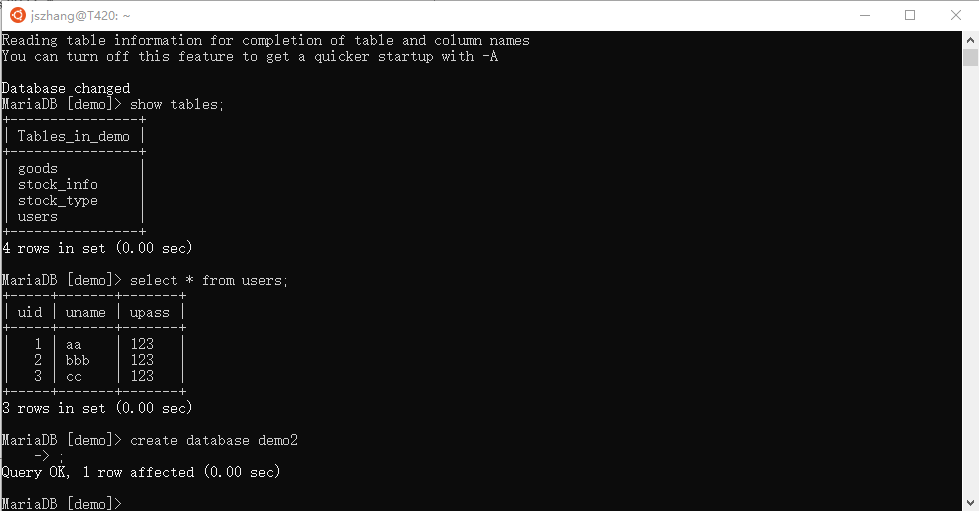 jszhang@T420: ~
Reading table information for completion of table and column names
You can turn off this feature to get a quicker startup with -A
Database changed
MariaDB [demo]> show tables;
+----------------+
| Tables_in_demo |
+----------------+
| goods          |
| stock_info     |
| stock_type     |
| users          |
+----------------+
4 rows in set (0.00 sec)
MariaDB [demo]> select * from users;
+-----+-------+-------+
| uid | uname | upass |
+-----+-------+-------+
|   1 | aa    | 123   |
|   2 | bbb   | 123   |
|   3 | cc    | 123   |
+-----+-------+-------+
3 rows in set (0.00 sec)
MariaDB [demo]> create database demo2
    -> ;
Query OK, 1 row affected (0.00 sec)
MariaDB [demo]>